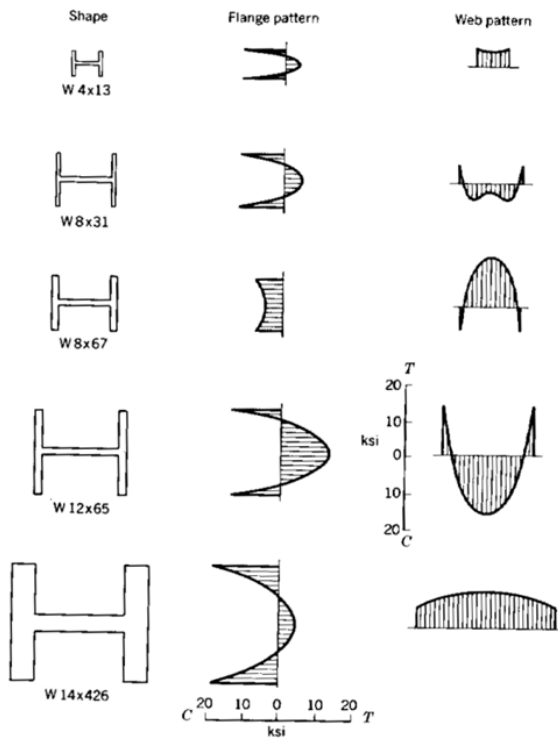 Shape Flange pattern Web pattern
W 4x13
W 8x31
W 8x67
T
20
10
ksi
0
10
20
C
W 12x65
W 14x426
C 20 10 0 10 20 T
ksi